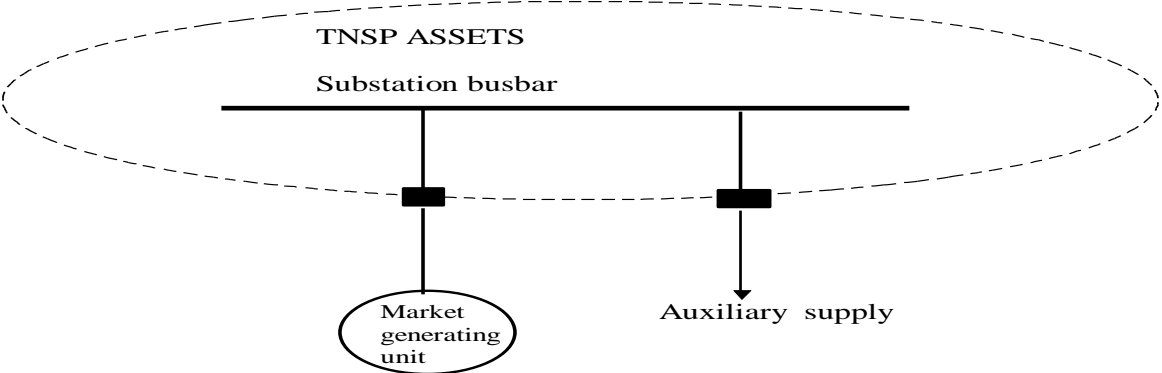 TNSP ASSETS
Substation busbar
Market
generating
unit
Auxiliary supply